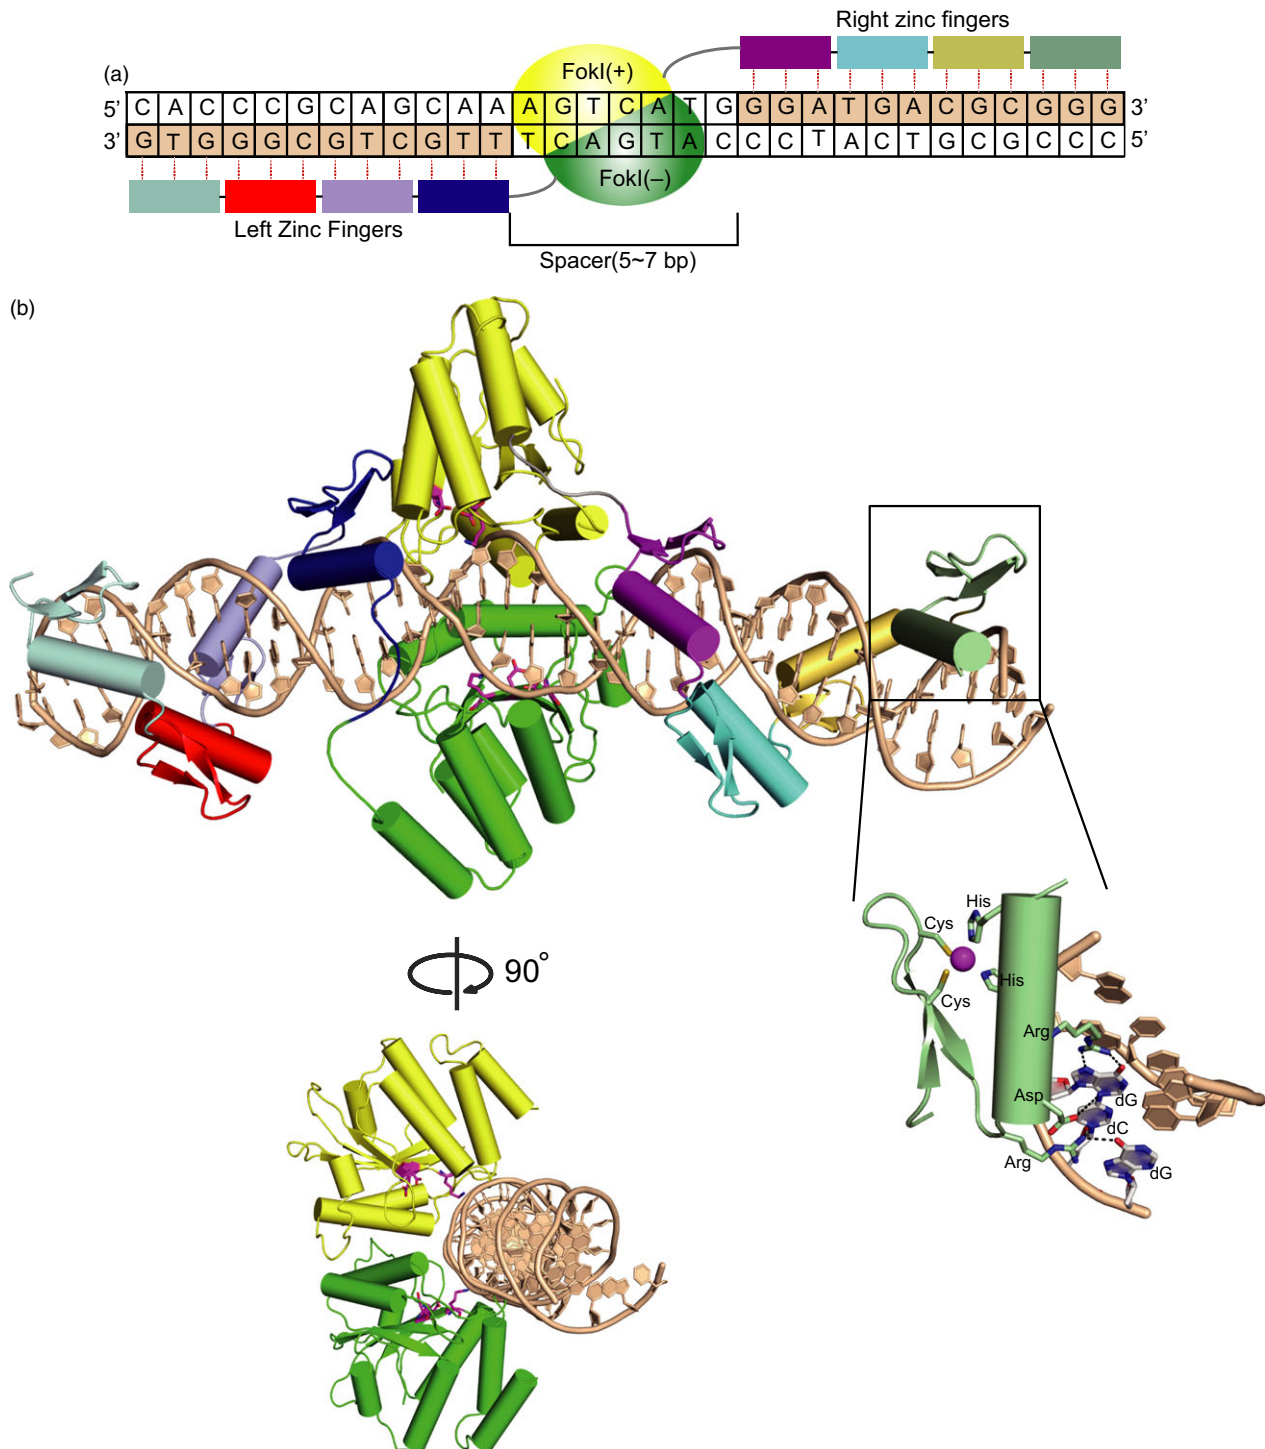 Right zinc fingers
(a)
FokI(+)
5’ C A C C C G C A G C A A A G T C A T G G G A T G A C G C G G G 3’
3’ G T G G G C G T C G T T T C A G T A C C C T A C T G C G C C C 5’
FokI(–)
Left Zinc Fingers
Spacer(5~7 bp)
(b)
His
Cys
His
Cys
90°
Arg
Asp
dG
dC
Arg
dG